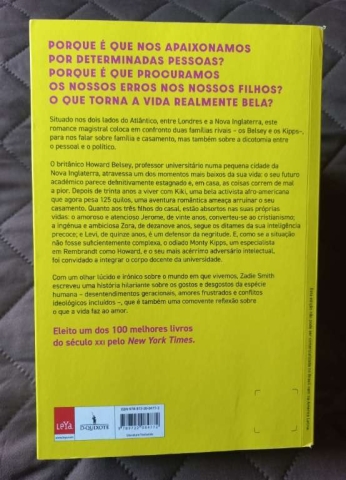 PORQUE É QUE NOS APAIXONAMOS
POR DETERMINADAS PESSOAS?
PORQUE É QUE PROCURAMOS
OS NOSSOS ERROS NOS NOSSOS FILHOS?
O QUE TORNA A VIDA REALMENTE BELA?
Situado nos dois lados do Atlântico, entre Londres e a Nova Inglaterra, este
romance magistral coloca em confronto duas famílias rivais – os Belsey e os Kipps–,
para nos falar sobre família e casamento, mas também sobre a dicotomia entre
o pessoal e o político.
O britânico Howard Belsey, professor universitário numa pequena cidade da
Nova Inglaterra, atravessa um dos momentos mais baixos da sua vida: o seu futuro
académico parece definitivamente estagnado e, em casa, as coisas correm de mal
a pior. Depois de trinta anos a viver com Kiki, uma bela activista afro-americana
que agora pesa 125 quilos, uma aventura romântica ameaça arruinar o seu
casamento. Quanto aos três filhos do casal, estão absortos nas suas próprias
vidas: o amoroso e atencioso Jerome, de vinte anos, converteu-se ao cristianismo;
a ingénua e ambiciosa Zora, de dezanove anos, segue os ditames da sua inteligência
precoce; e Levi, de quinze anos, é um defensor da negritude. E, como se a situação
não fosse suficientemente complexa, o odiado Monty Kipps, um especialista
em Rembrandt como Howard, e o seu mais acérrimo adversário intelectual,
foi convidado a integrar o corpo docente da universidade.
Com um olhar lúcido e irónico sobre o mundo em que vivemos, Zadie Smith
escreveu uma história hilariante sobre os gostos e desgostos da espécie
humana – desentendimentos geracionais, amores frustrados e conflitos
ideológicos incluídos –, que é também uma comovente reflexão sobre
o que a vida faz ao amor.
Eleito um dos 100 melhores livros
do século XXI pelo New York Times.
LeYa
D.QUIXOTE